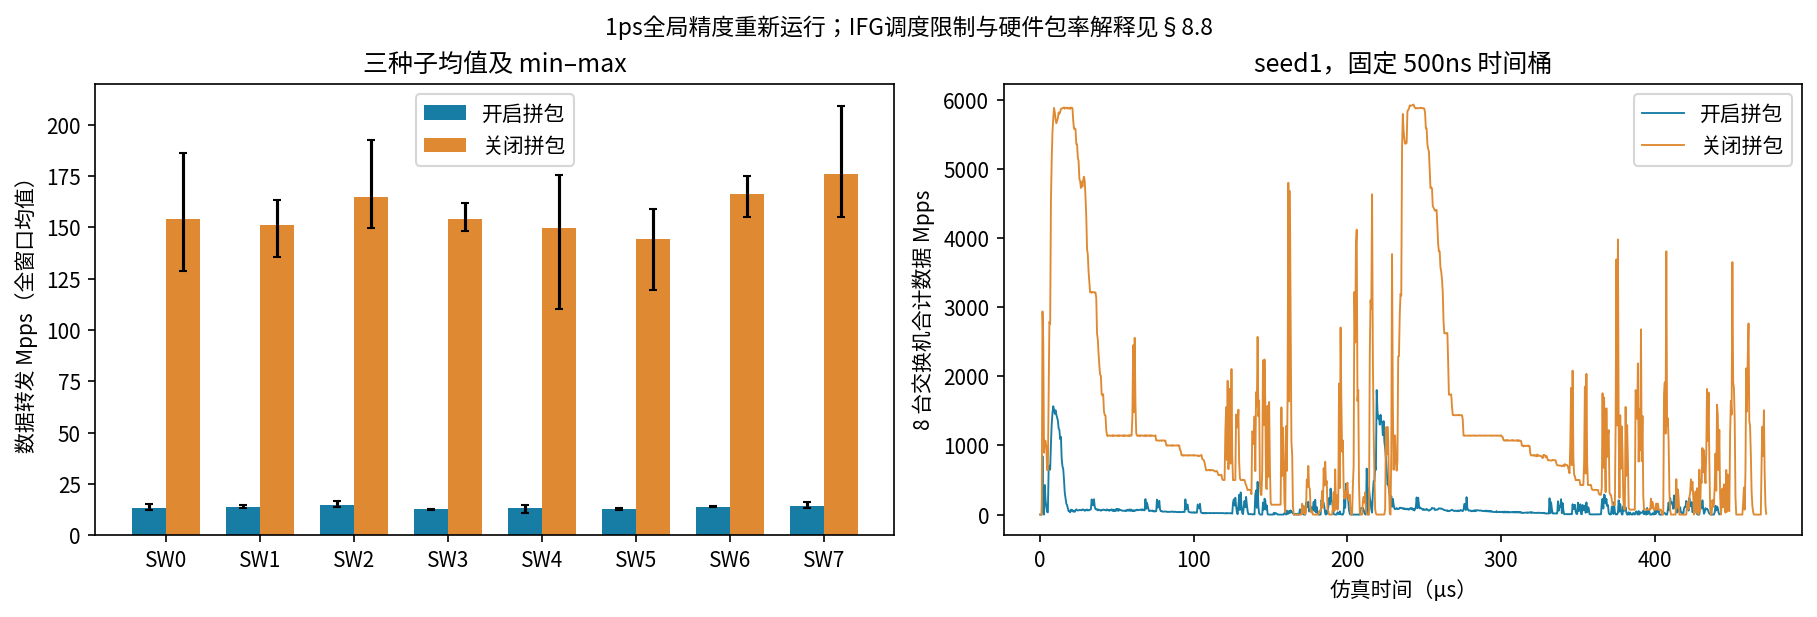 1ps全局精度重新运行；IFG调度限制与硬件包率解释见§8.8
三种子均值及 min–max
数据转发 Mpps（全窗口均值）
200
175
150
125
100
75
50
25
0
开启拼包
关闭拼包
SW0
SW1
SW2
SW3
SW4
SW5
SW6
SW7
seed1，固定 500ns 时间桶
8 台交换机合计数据 Mpps
6000
5000
4000
3000
2000
1000
0
开启拼包
关闭拼包
0
100
200
300
400
仿真时间（µs）